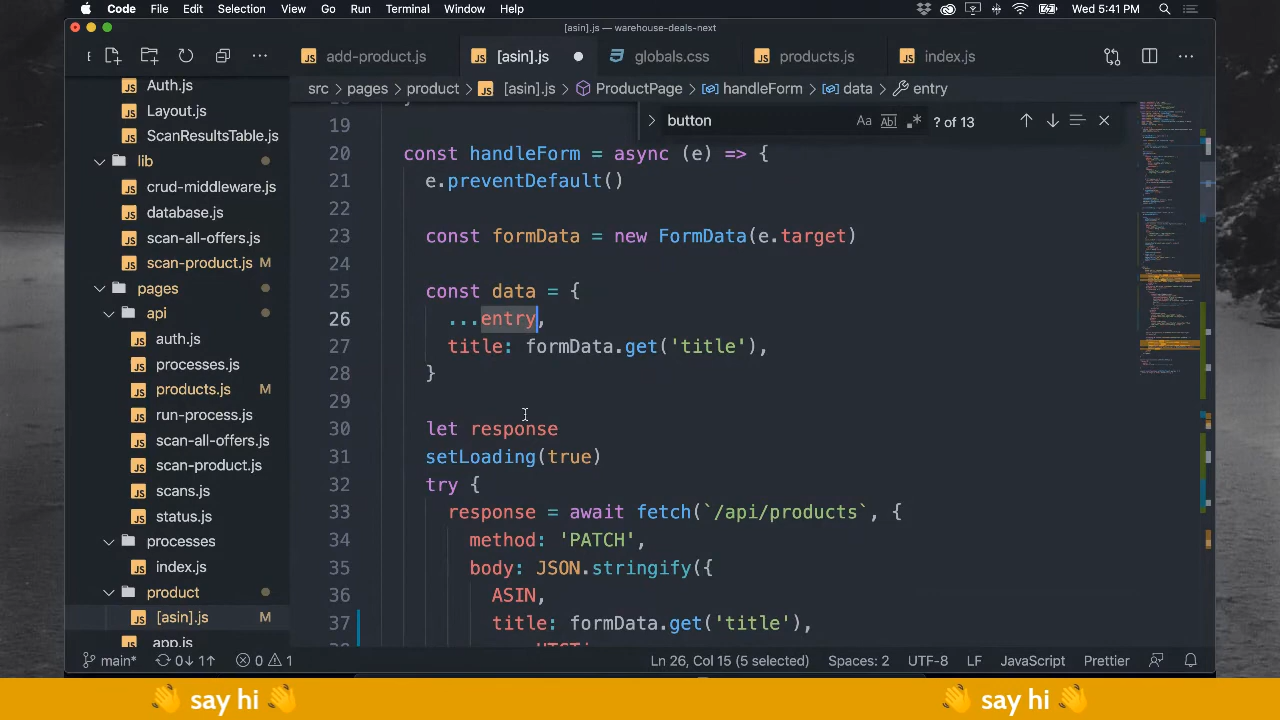 Code File Edit Selection View Go Run Terminal Window Help Wed 5:41 PM
[asin].js — warehouse-deals-next
add-product.js [asin].js globals.css products.js index.js
src > pages > product > [asin].js > ProductPage > handleForm > data > entry
button Aa Ab ? of 13
Auth.js
Layout.js
ScanResultsTable.js
lib
crud-middleware.js
database.js
scan-all-offers.js
scan-product.js M
pages
api
auth.js
processes.js
products.js M
run-process.js
scan-all-offers.js
scan-product.js
scans.js
status.js
processes
index.js
product
[asin].js M
app.js
19
20 const handleForm = async (e) => {
21 e.preventDefault()
22
23 const formData = new FormData(e.target)
24
25 const data = {
26 ...entry,
27 title: formData.get('title'),
28 }
29
30 let response
31 setLoading(true)
32 try {
33 response = await fetch(`/api/products`, {
34 method: 'PATCH',
35 body: JSON.stringify({
36 ASIN,
37 title: formData.get('title'),
main* 0↓ 1↑ 0 1 Ln 26, Col 15 (5 selected) Spaces: 2 UTF-8 LF JavaScript Prettier
👋 say hi 👋 👋 say hi 👋